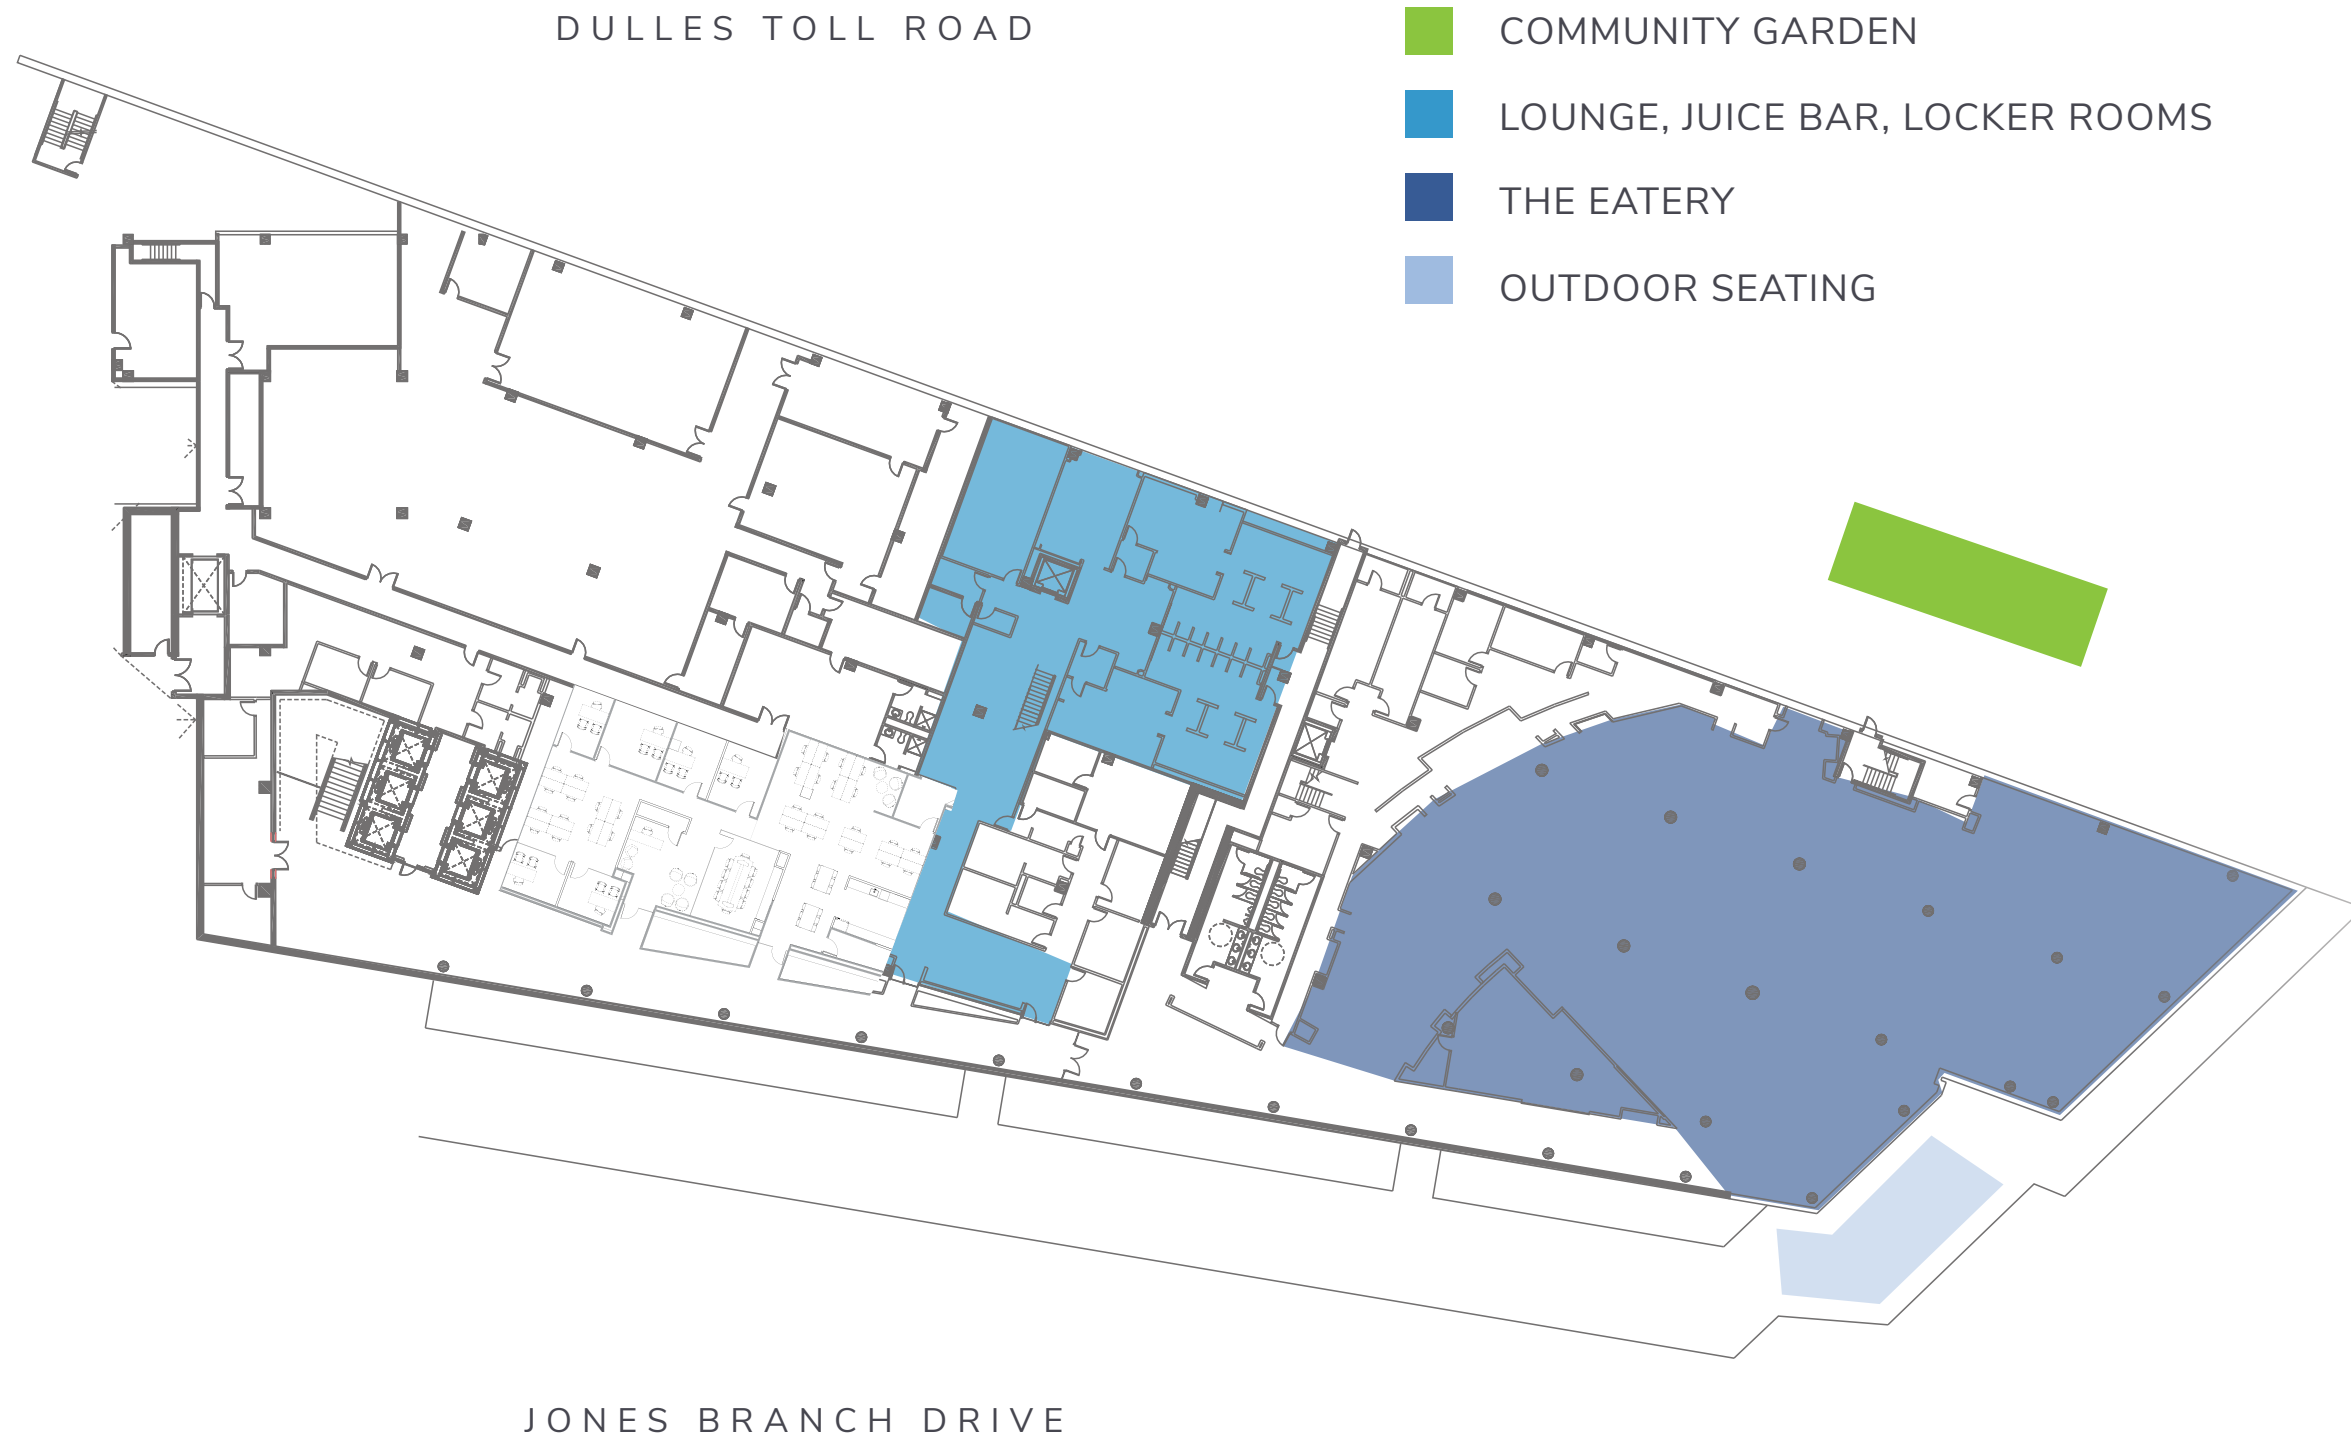 DULLES TOLL ROAD
COMMUNITY GARDEN
LOUNGE, JUICE BAR, LOCKER ROOMS
THE EATERY
OUTDOOR SEATING
JONES BRANCH DRIVE